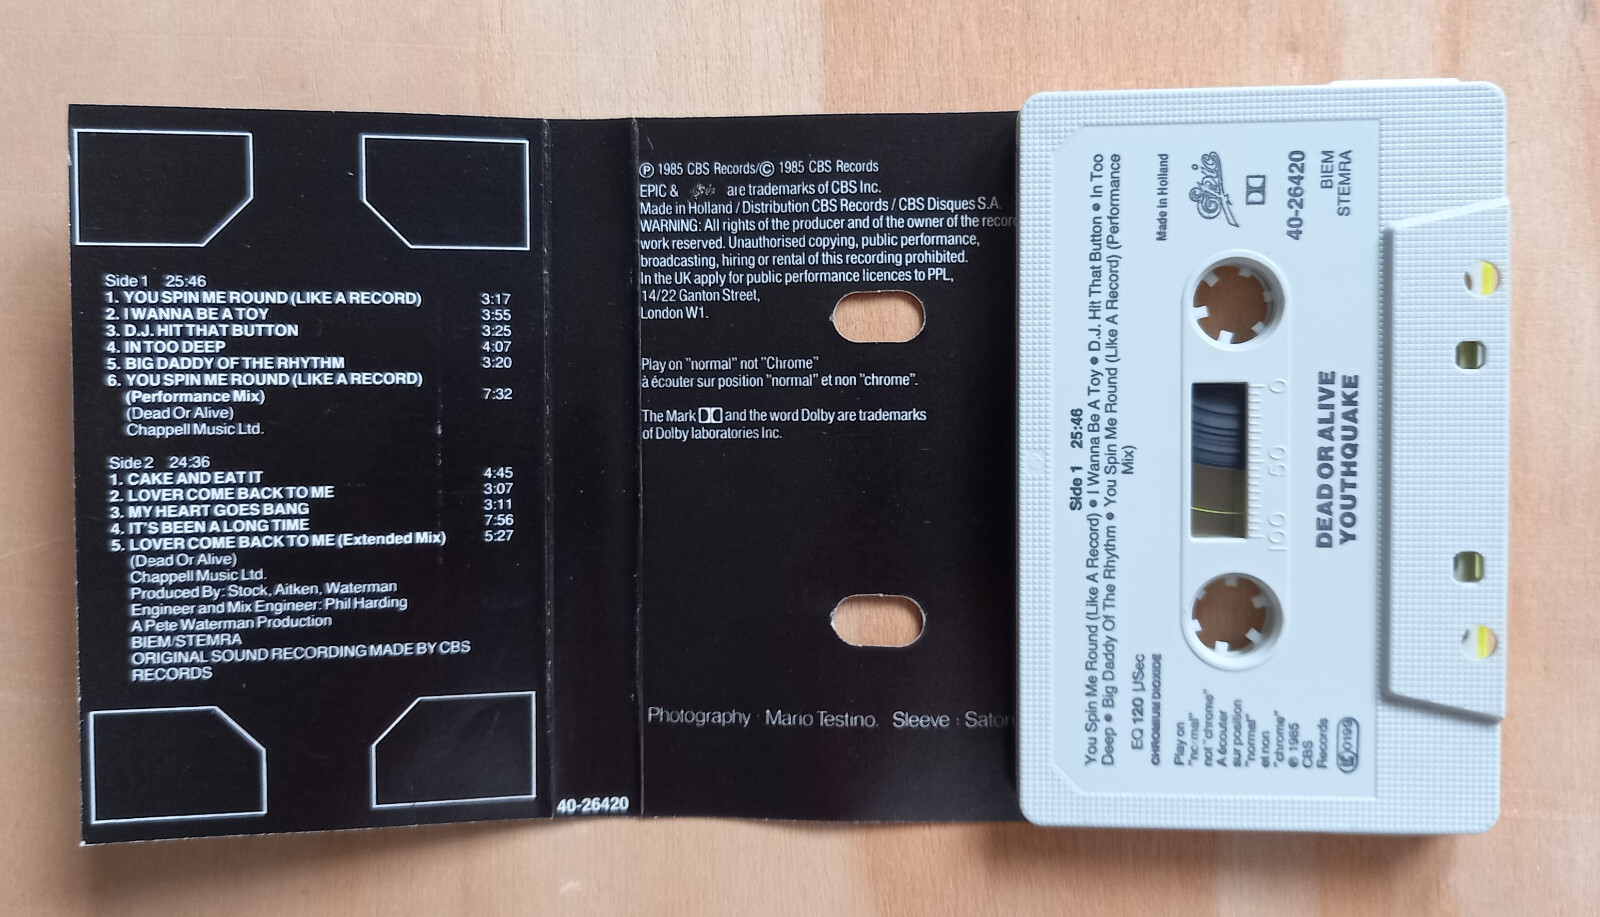 Side 1 25:46
1. YOU SPIN ME ROUND (LIKE A RECORD) 3:17
2. I WANNA BE A TOY 3:55
3. D.J. HIT THAT BUTTON 3:25
4. IN TOO DEEP 4:07
5. BIG DADDY OF THE RHYTHM 3:20
6. YOU SPIN ME ROUND (LIKE A RECORD)
(Performance Mix) 7:32
(Dead Or Alive)
Chappell Music Ltd.
Side 2 24:36
1. CAKE AND EAT IT 4:45
2. LOVER COME BACK TO ME 3:07
3. MY HEART GOES BANG 3:11
4. IT'S BEEN A LONG TIME 7:56
5. LOVER COME BACK TO ME (Extended Mix) 5:27
(Dead Or Alive)
Chappell Music Ltd.
Produced By: Stock, Aitken, Waterman
Engineer and Mix Engineer: Phil Harding
A Pete Waterman Production
BIEM/STEMRA
ORIGINAL SOUND RECORDING MADE BY CBS
RECORDS
40-26420
℗ 1985 CBS Records/© 1985 CBS Records
EPIC & are trademarks of CBS Inc.
Made in Holland / Distribution CBS Records / CBS Disques S.A.
WARNING: All rights of the producer and of the owner of the recor
work reserved. Unauthorised copying, public performance,
broadcasting, hiring or rental of this recording prohibited.
In the UK apply for public performance licences to PPL,
14/22 Ganton Street,
London W1.
Play on "normal" not "Chrome"
à écouter sur position "normal" et non "chrome".
The Mark and the word Dolby are trademarks
of Dolby laboratories Inc.
Photography : Mario Testino. Sleeve : Sator
Side 1 25:46
You Spin Me Round (Like A Record) • I Wanna Be A Toy • D.J. Hit That Button • In Too
Deep • Big Daddy Of The Rhythm • You Spin Me Round (Like A Record) (Performance
Mix)
EQ 120 µSec
CHROMIUM DIOXIDE
Made in Holland
Play on
"normal"
not "chrome"
A écouter
sur position
"normal"
et non
"chrome"
℗ 1985
CBS
Records
LC 0199
Epic
40-26420
BIEM
STEMRA
100 50 0
DEAD OR ALIVE
YOUTHQUAKE